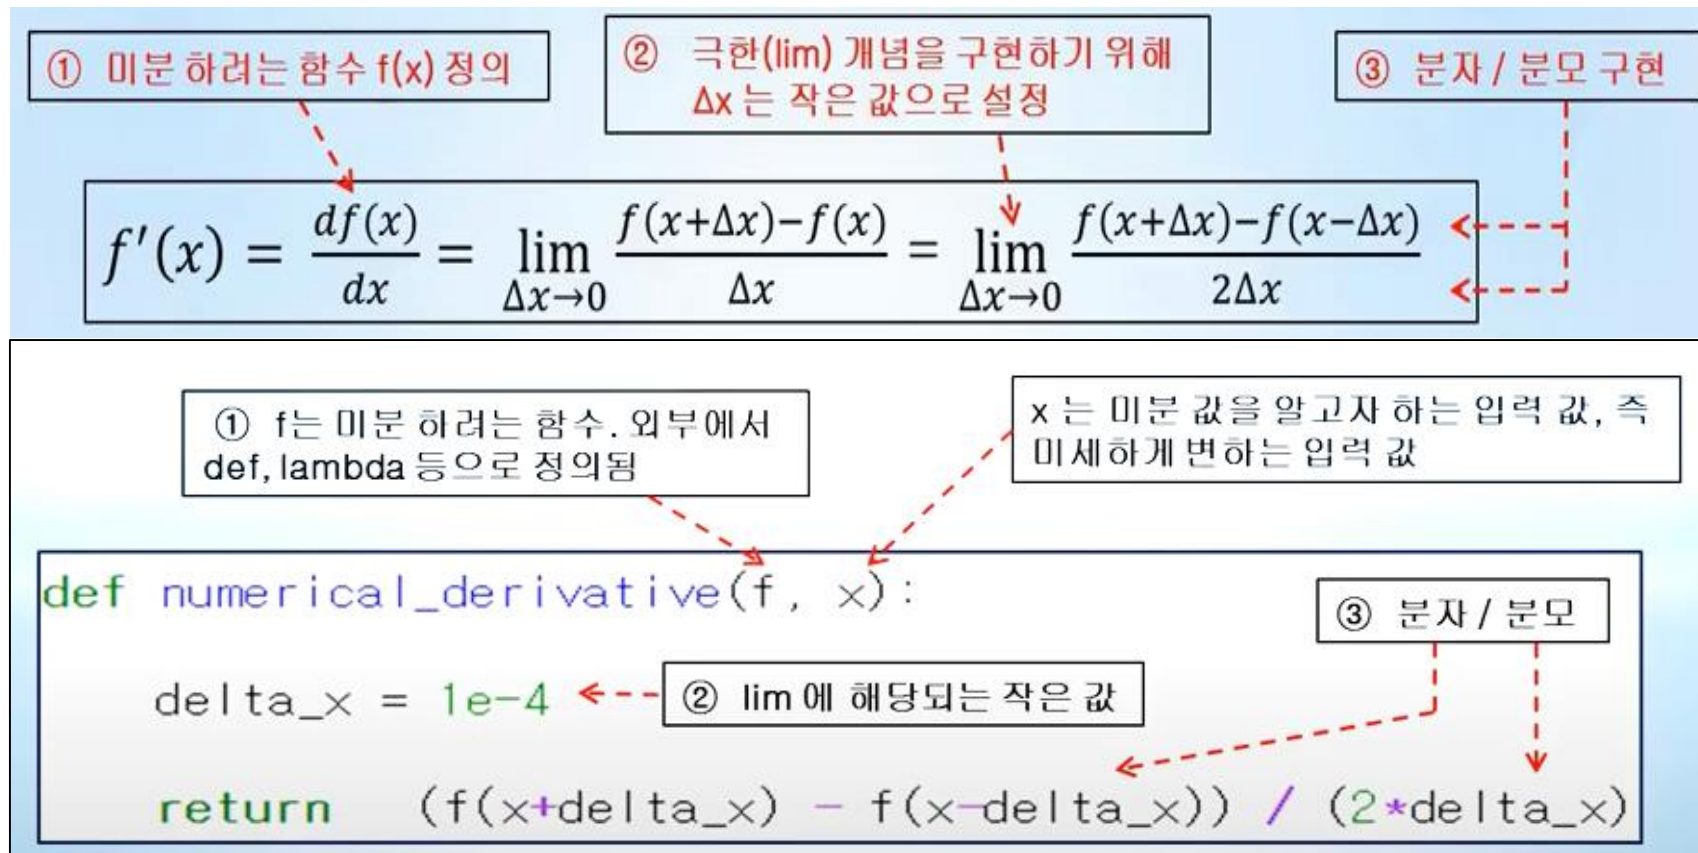 ① 미분 하려는 함수 f(x) 정의
② 극한(lim) 개념을 구현하기 위해
Δx 는 작은 값으로 설정
③ 분자 / 분모 구현
f′(x) = df(x)/dx = lim Δx→0 f(x+Δx)−f(x)/Δx = lim Δx→0 f(x+Δx)−f(x−Δx)/2Δx
① f는 미분 하려는 함수. 외부에서
def, lambda 등으로 정의됨
x 는 미분 값을 알고자 하는 입력 값, 즉
미세하게 변하는 입력 값
def numerical_derivative(f, x):
③ 분자 / 분모
delta_x = 1e-4
② lim 에 해당되는 작은 값
return (f(x+delta_x) - f(x-delta_x)) / (2*delta_x)